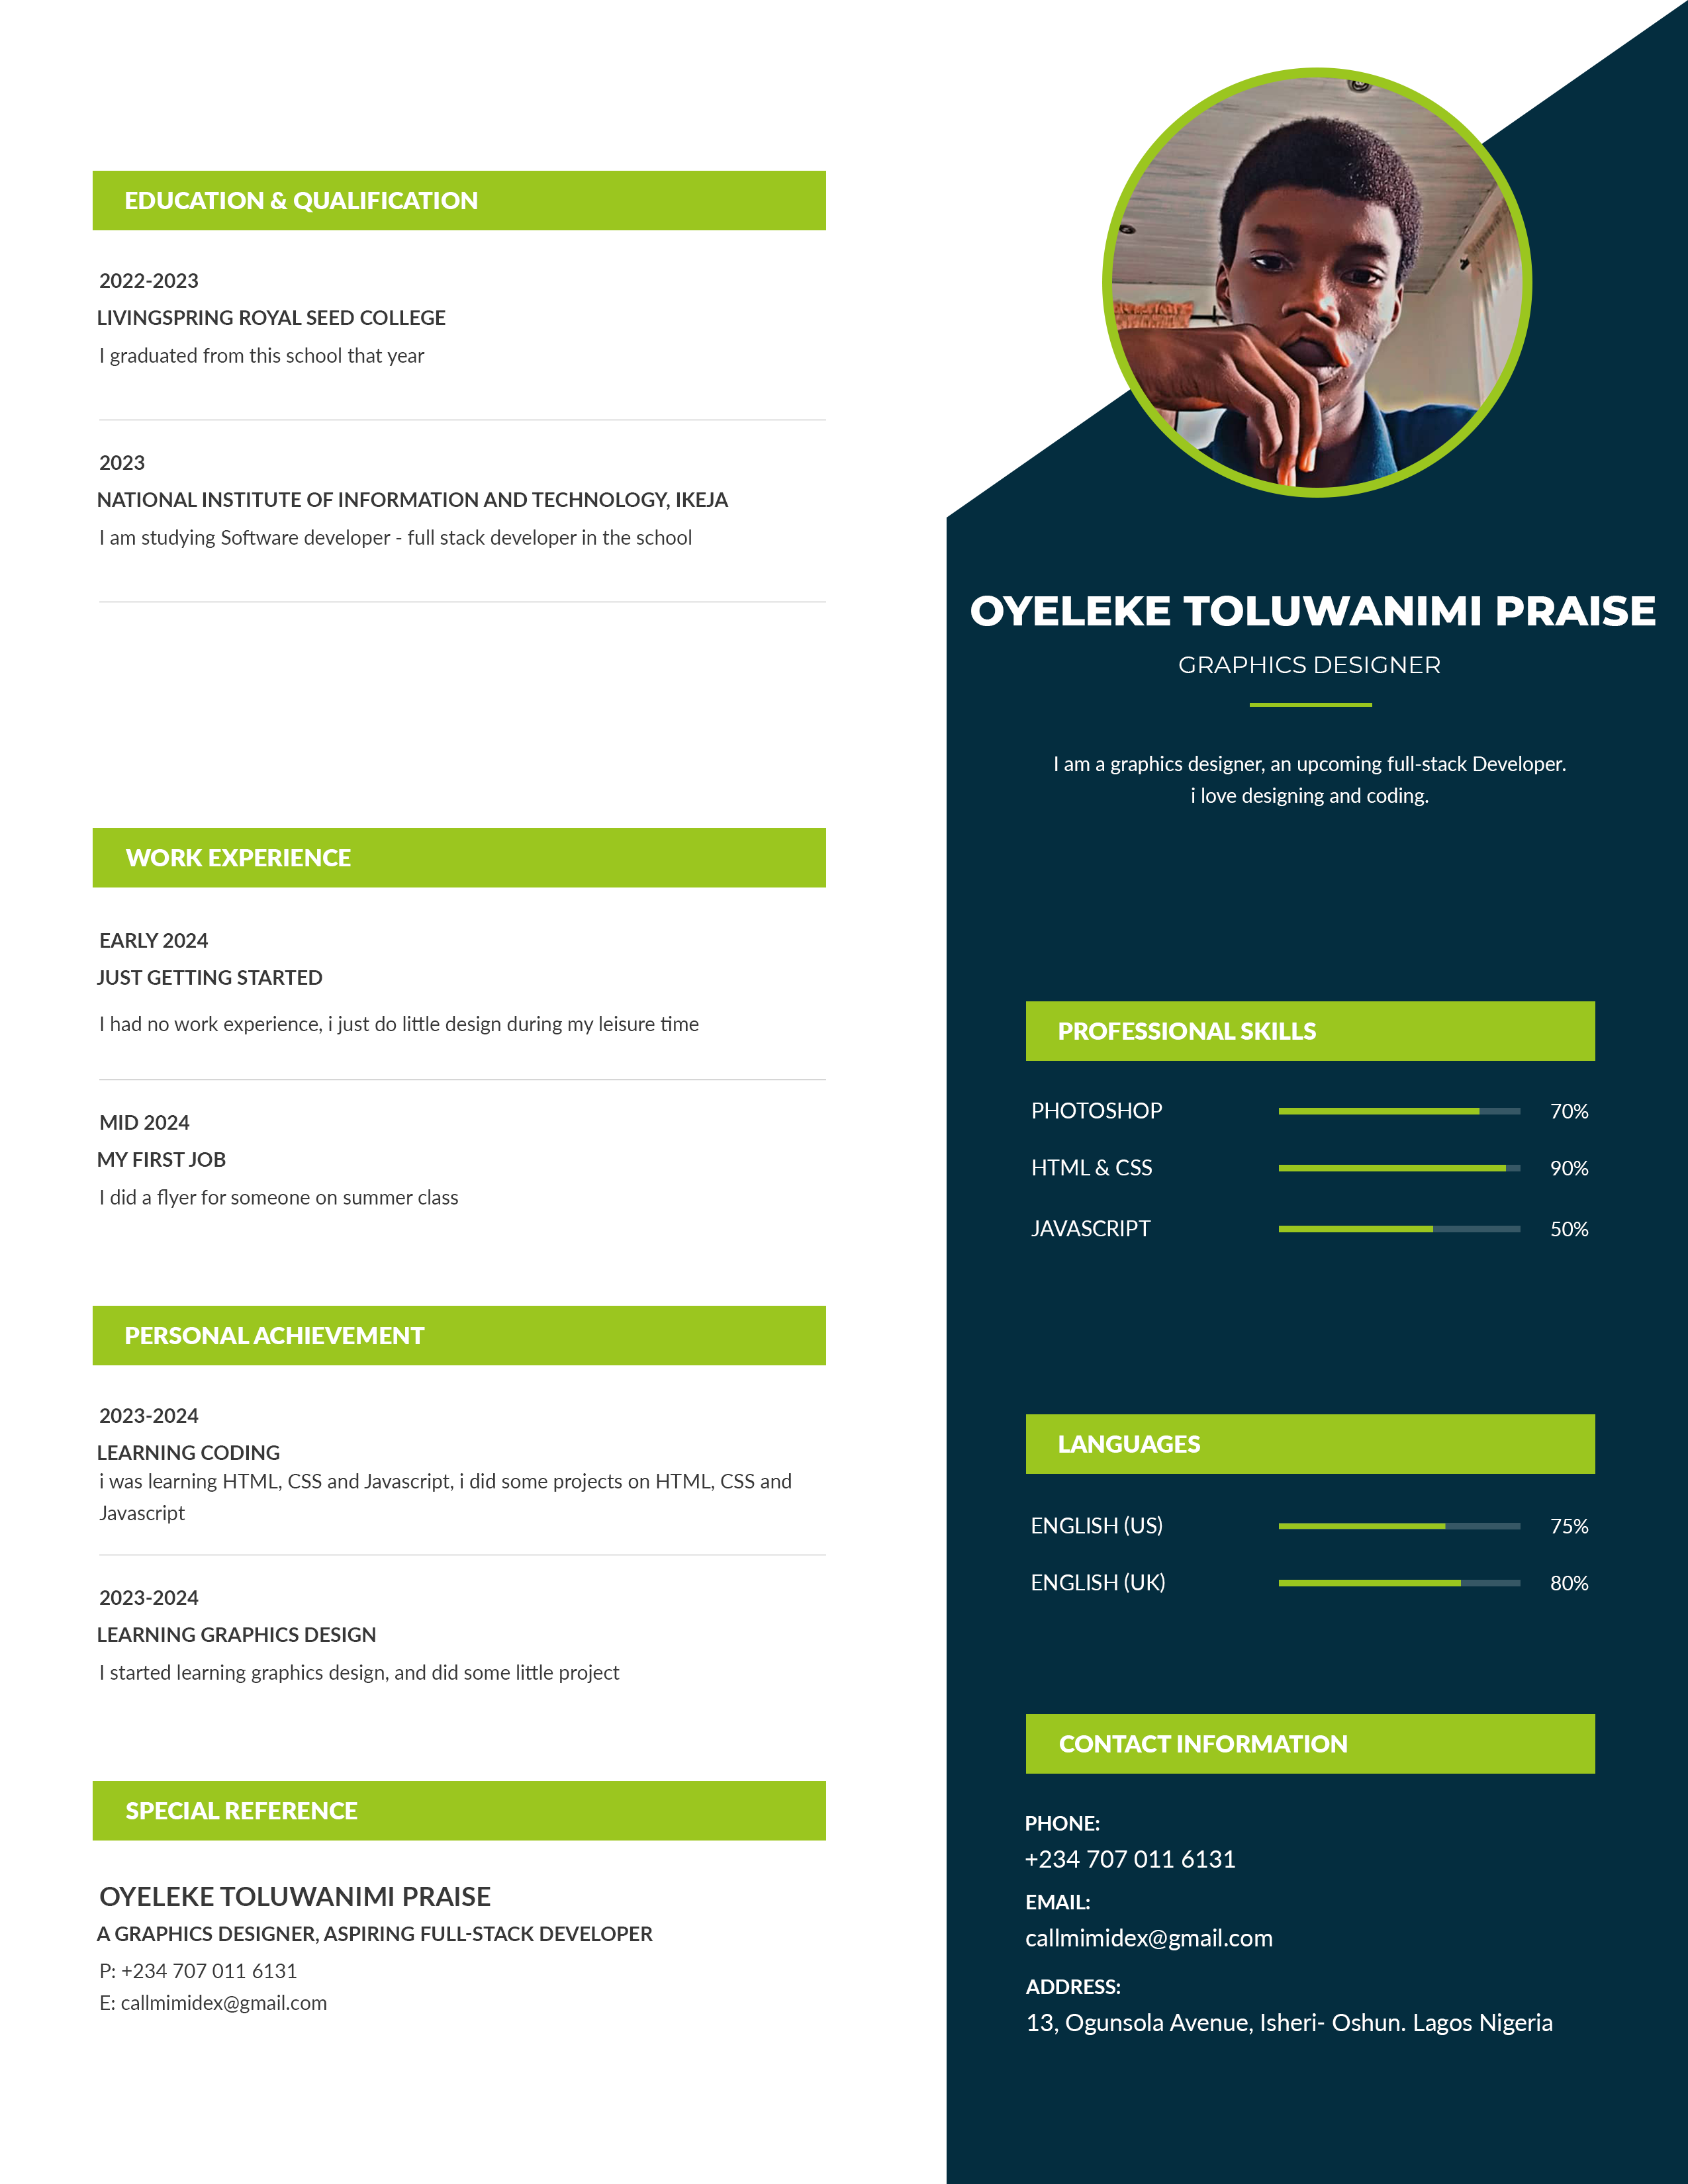 EDUCATION & QUALIFICATION
2022-2023
LIVINGSPRING ROYAL SEED COLLEGE
I graduated from this school that year
2023
NATIONAL INSTITUTE OF INFORMATION AND TECHNOLOGY, IKEJA
I am studying Software developer - full stack developer in the school
WORK EXPERIENCE
EARLY 2024
JUST GETTING STARTED
I had no work experience, i just do little design during my leisure time
MID 2024
MY FIRST JOB
I did a flyer for someone on summer class
PERSONAL ACHIEVEMENT
2023-2024
LEARNING CODING
i was learning HTML, CSS and Javascript, i did some projects on HTML, CSS and
Javascript
2023-2024
LEARNING GRAPHICS DESIGN
I started learning graphics design, and did some little project
SPECIAL REFERENCE
OYELEKE TOLUWANIMI PRAISE
A GRAPHICS DESIGNER, ASPIRING FULL-STACK DEVELOPER
P: +234 707 011 6131
E: callmimidex@gmail.com
OYELEKE TOLUWANIMI PRAISE
GRAPHICS DESIGNER
I am a graphics designer, an upcoming full-stack Developer.
i love designing and coding.
PROFESSIONAL SKILLS
PHOTOSHOP 70%
HTML & CSS 90%
JAVASCRIPT 50%
LANGUAGES
ENGLISH (US) 75%
ENGLISH (UK) 80%
CONTACT INFORMATION
PHONE:
+234 707 011 6131
EMAIL:
callmimidex@gmail.com
ADDRESS:
13, Ogunsola Avenue, Isheri- Oshun. Lagos Nigeria